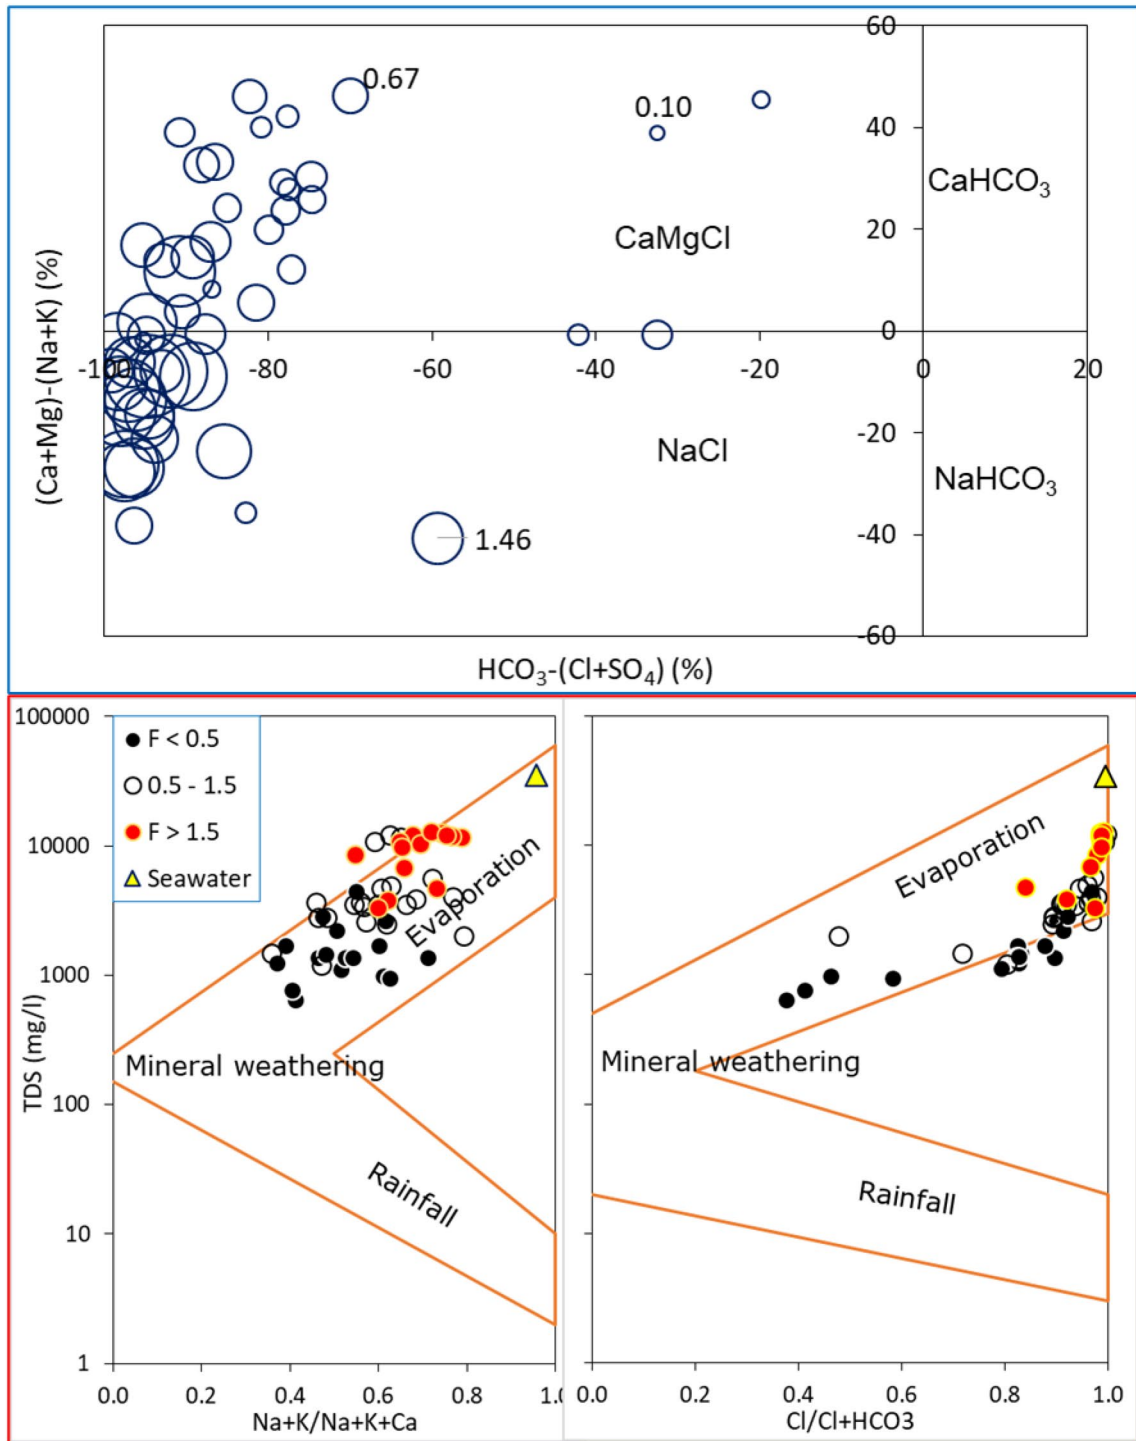 60
0.67
0.10
40
CaHCO₃
20
CaMgCl
(Ca+Mg)-(Na+K) (%)
0
-100
-80
-60
-40
-20
0
20
-20
NaCl
NaHCO₃
-40
1.46
-60
HCO₃-(Cl+SO₄) (%)
100000
F < 0.5
0.5 - 1.5
F > 1.5
Seawater
10000
Evaporation
Evaporation
1000
TDS (mg/l)
Mineral weathering
Mineral weathering
100
Rainfall
Rainfall
10
1
0.0 0.2 0.4 0.6 0.8 1.0
0.0 0.2 0.4 0.6 0.8 1.0
Na+K/Na+K+Ca
Cl/Cl+HCO3